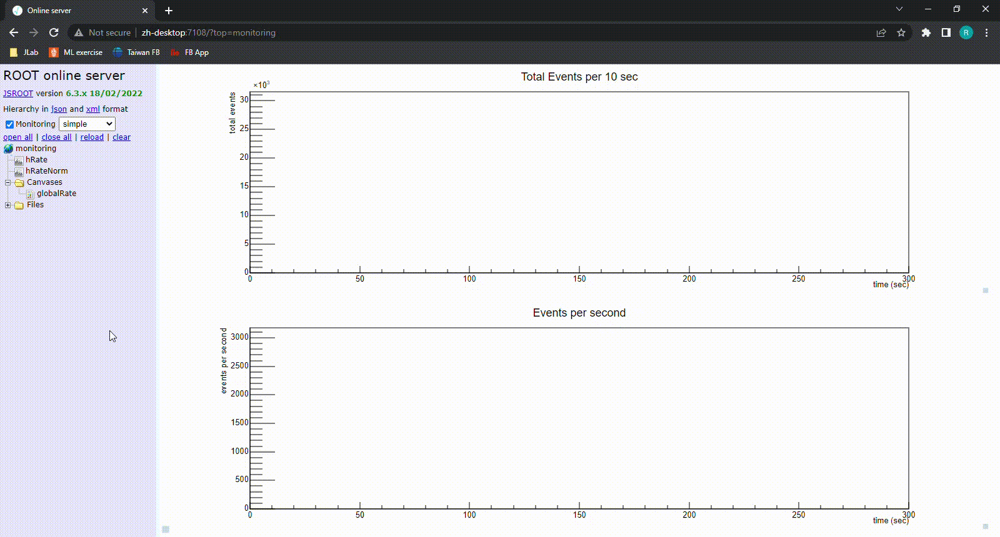 Online server
Not secure zh-desktop:7108/?top=monitoring
R
JLab ML exercise Taiwan FB FB App
ROOT online server
JSROOT version 6.3.x 18/02/2022
Hierarchy in json and xml format
Monitoring simple
open all | close all | reload | clear
monitoring
hRate
hRateNorm
Canvases
globalRate
Files
Total Events per 10 sec
×10³
total events
30
25
20
15
10
5
0
0 50 100 150 200 250 300
time (sec)
Events per second
events per second
3000
2500
2000
1500
1000
500
0
0 50 100 150 200 250 300
time (sec)